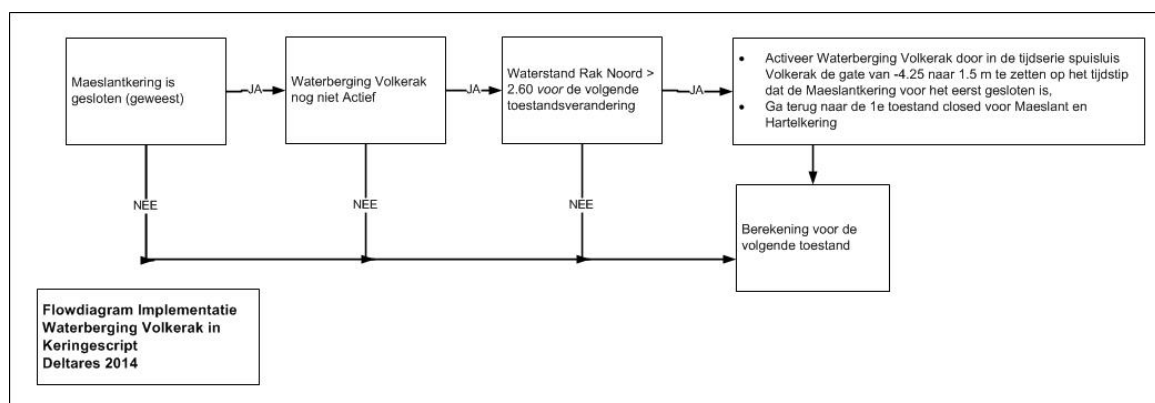 Maeslantkering is
gesloten (geweest)
JA
Waterberging Volkerak
nog niet Actief
JA
Waterstand Rak Noord >
2.60 voor de volgende
toestandsverandering
JA
• Activeer Waterberging Volkerak door in de tijdserie spuisluis
Volkerak de gate van -4.25 naar 1.5 m te zetten op het tijdstip
dat de Maeslantkering voor het eerst gesloten is,
• Ga terug naar de 1e toestand closed voor Maeslant en
Hartelkering
NEE
NEE
NEE
Berekening voor de
volgende toestand
Flowdiagram Implementatie
Waterberging Volkerak in
Keringescript
Deltares 2014